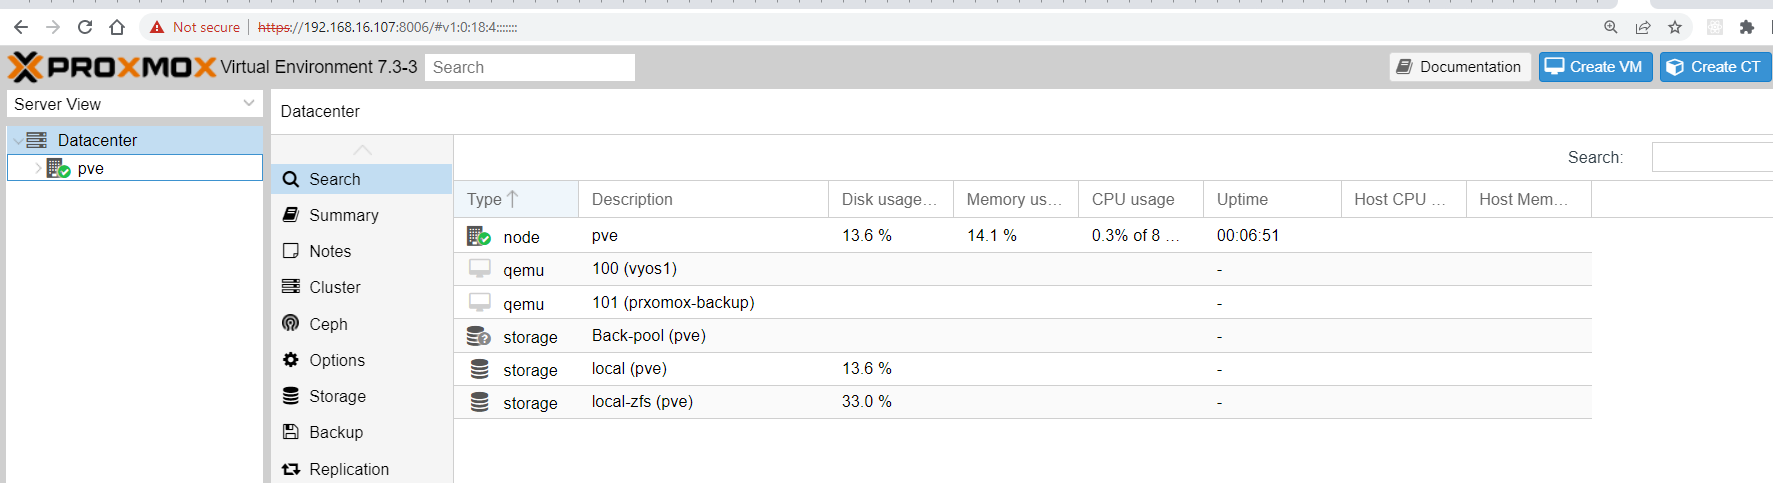 Not secure https://192.168.16.107:8006/#v1:0:18:4:::::::
PROXMOX Virtual Environment 7.3-3 Search Documentation Create VM Create CT
Server View
Datacenter
pve
Datacenter
Search
Summary
Notes
Cluster
Ceph
Options
Storage
Backup
Replication
Search:
Type Description Disk usage... Memory us... CPU usage Uptime Host CPU ... Host Mem...
node pve 13.6 % 14.1 % 0.3% of 8 ... 00:06:51
qemu 100 (vyos1) -
qemu 101 (prxomox-backup) -
storage Back-pool (pve) -
storage local (pve) 13.6 % -
storage local-zfs (pve) 33.0 % -